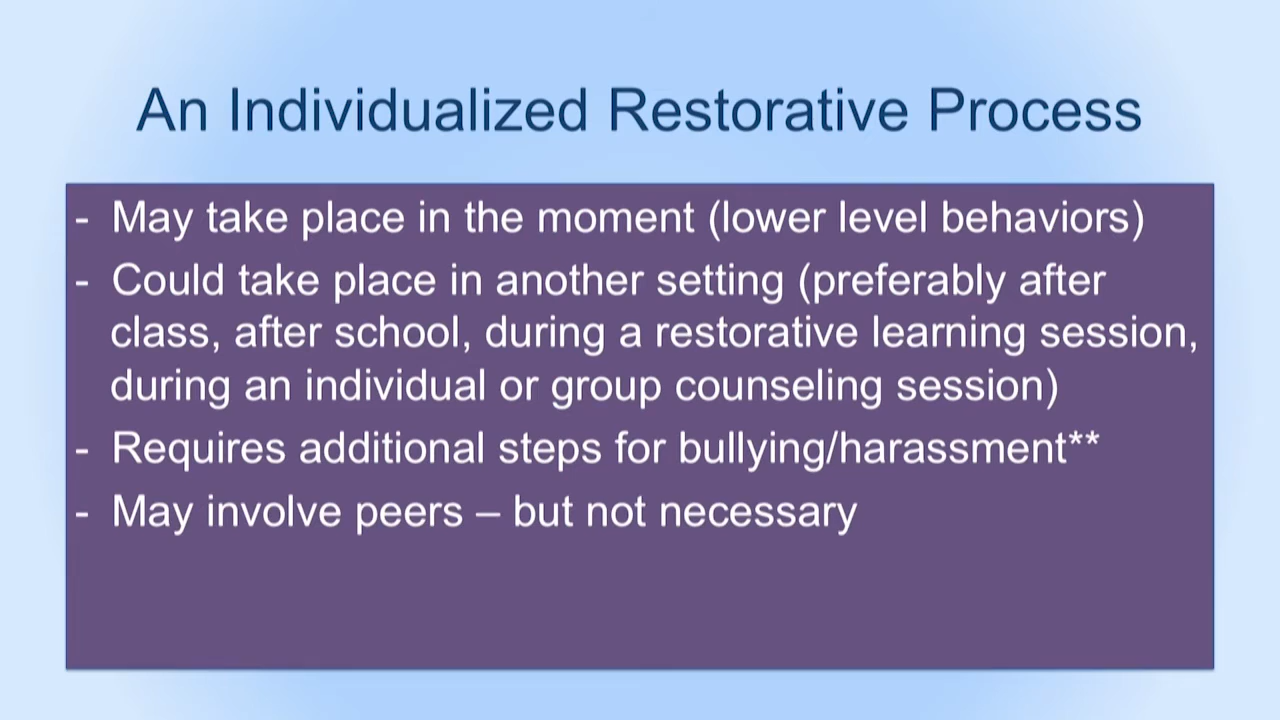 An Individualized Restorative Process
- May take place in the moment (lower level behaviors)
- Could take place in another setting (preferably after
class, after school, during a restorative learning session,
during an individual or group counseling session)
- Requires additional steps for bullying/harassment**
- May involve peers – but not necessary